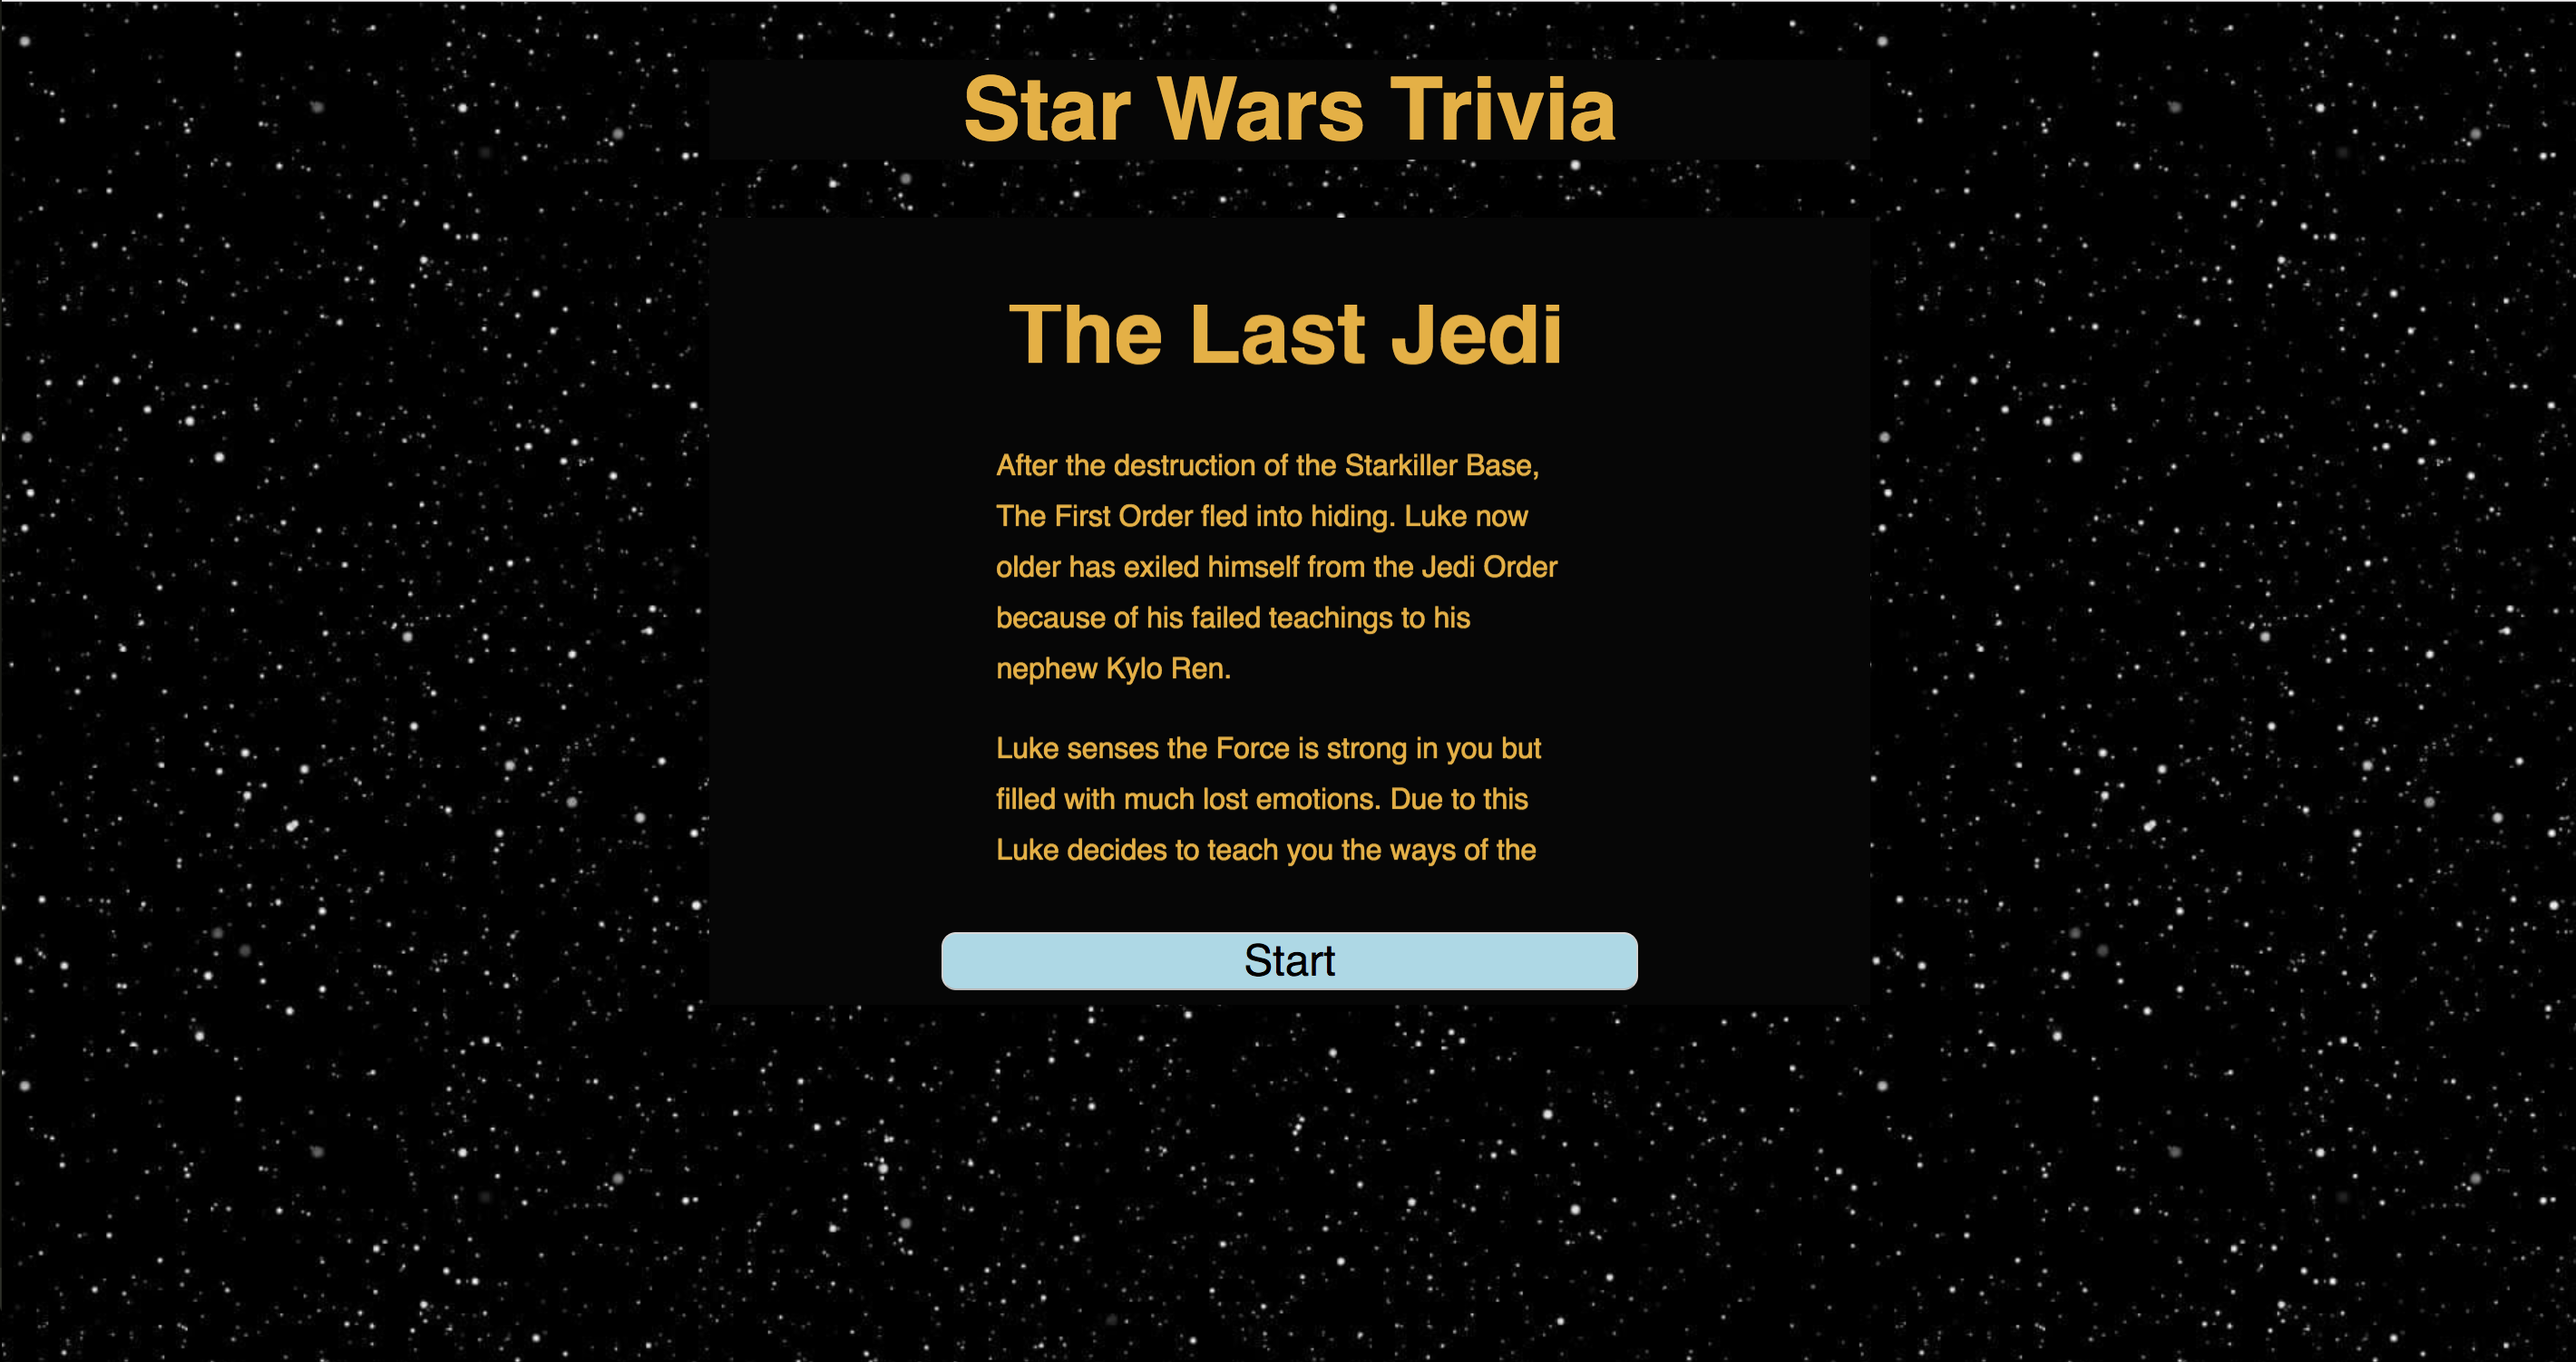 Star Wars Trivia
The Last Jedi
After the destruction of the Starkiller Base,
The First Order fled into hiding. Luke now
older has exiled himself from the Jedi Order
because of his failed teachings to his
nephew Kylo Ren.
Luke senses the Force is strong in you but
filled with much lost emotions. Due to this
Luke decides to teach you the ways of the
Start